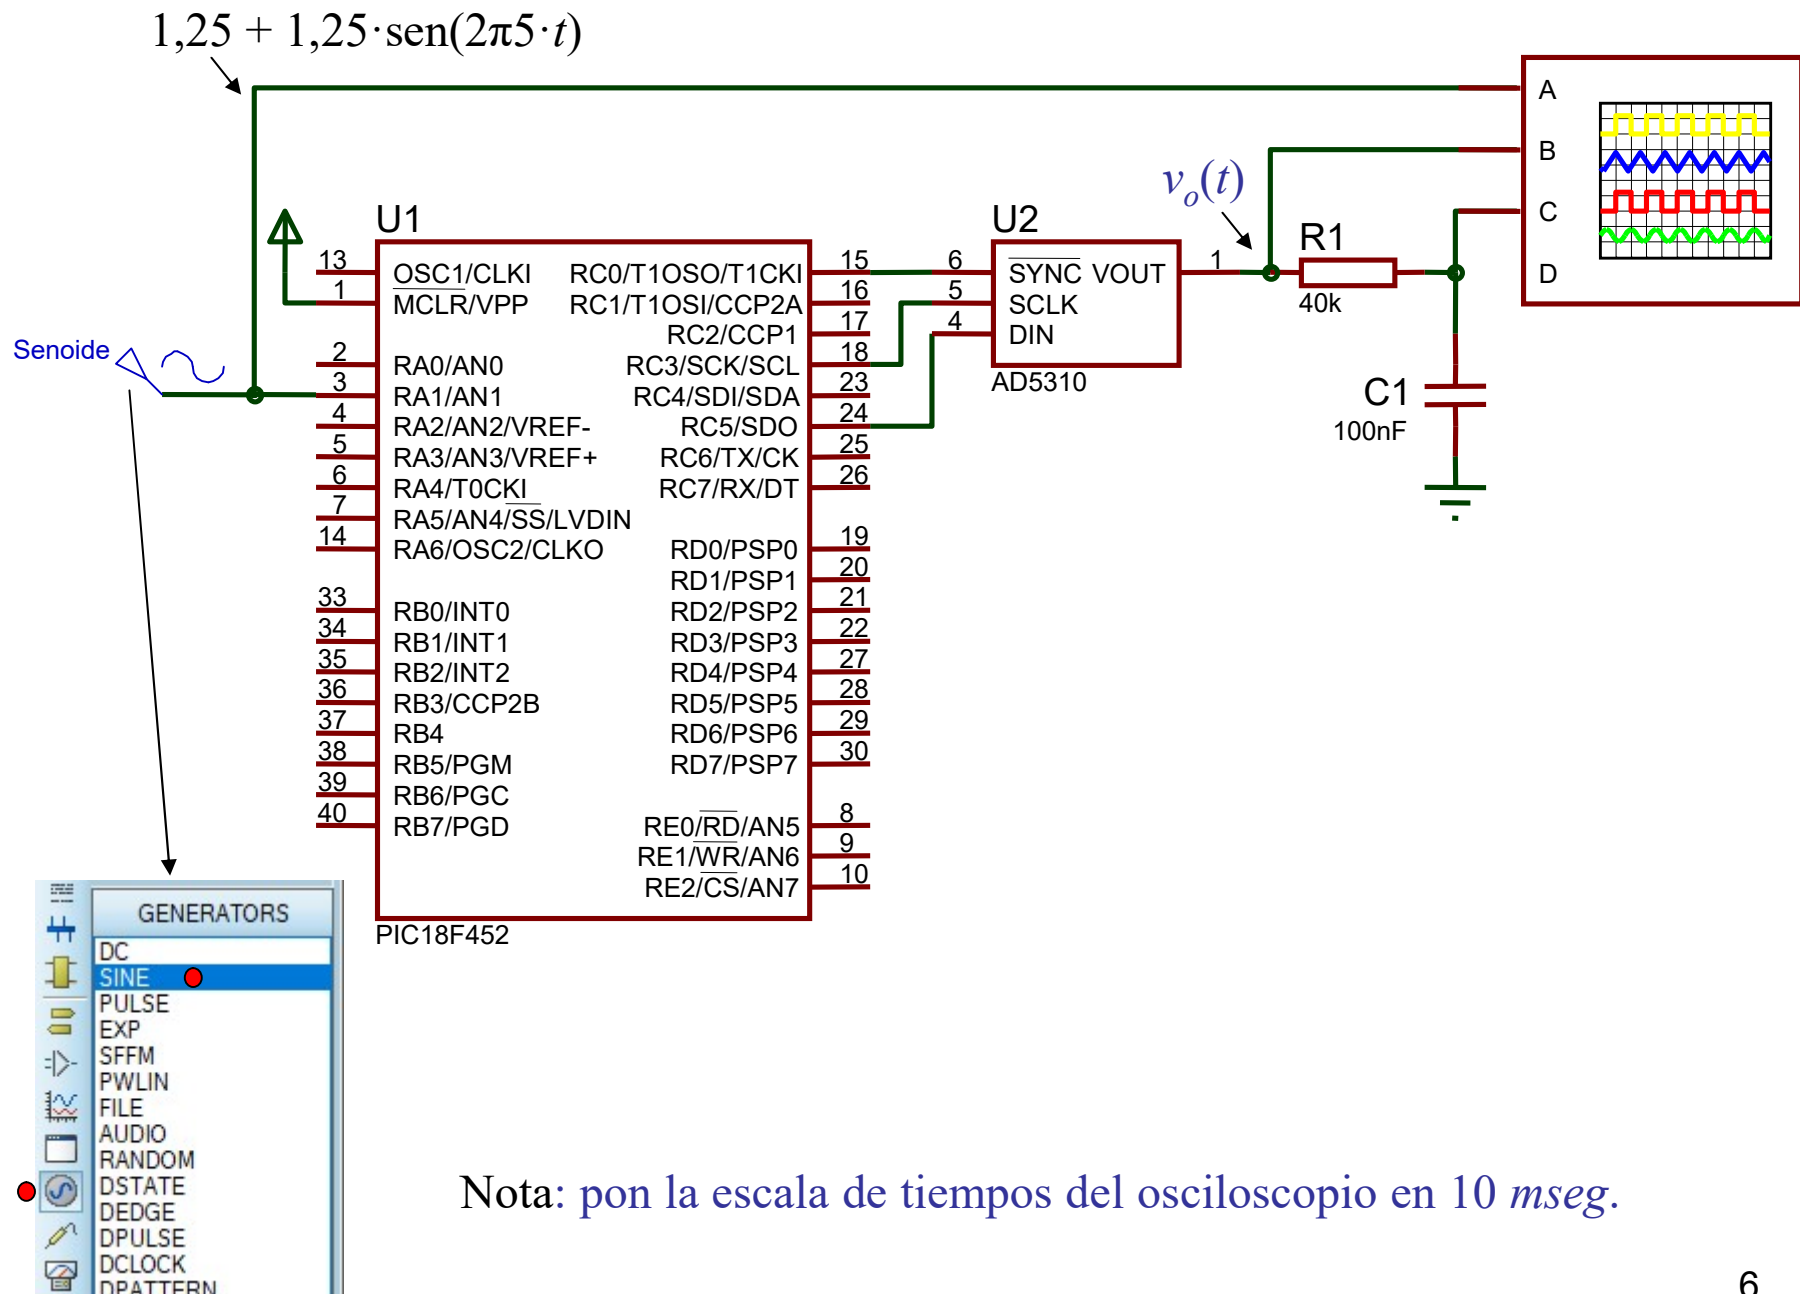 1,25 + 1,25·sen(2π5·t)
A
B
C
D
v_o(t)
U1
U2
R1
40k
C1
100nF
Senoide
13 OSC1/CLKI
1 MCLR/VPP
2 RA0/AN0
3 RA1/AN1
4 RA2/AN2/VREF-
5 RA3/AN3/VREF+
6 RA4/T0CKI
7 RA5/AN4/SS/LVDIN
14 RA6/OSC2/CLKO
33 RB0/INT0
34 RB1/INT1
35 RB2/INT2
36 RB3/CCP2B
37 RB4
38 RB5/PGM
39 RB6/PGC
40 RB7/PGD
RC0/T1OSO/T1CKI 15
RC1/T1OSI/CCP2A 16
RC2/CCP1 17
RC3/SCK/SCL 18
RC4/SDI/SDA 23
RC5/SDO 24
RC6/TX/CK 25
RC7/RX/DT 26
RD0/PSP0 19
RD1/PSP1 20
RD2/PSP2 21
RD3/PSP3 22
RD4/PSP4 27
RD5/PSP5 28
RD6/PSP6 29
RD7/PSP7 30
RE0/RD/AN5 8
RE1/WR/AN6 9
RE2/CS/AN7 10
PIC18F452
6 SYNC VOUT 1
5 SCLK
4 DIN
AD5310
GENERATORS
DC
SINE
PULSE
EXP
SFFM
PWLIN
FILE
AUDIO
RANDOM
DSTATE
DEDGE
DPULSE
DCLOCK
DPATTERN
Nota: pon la escala de tiempos del osciloscopio en 10 mseg.
6